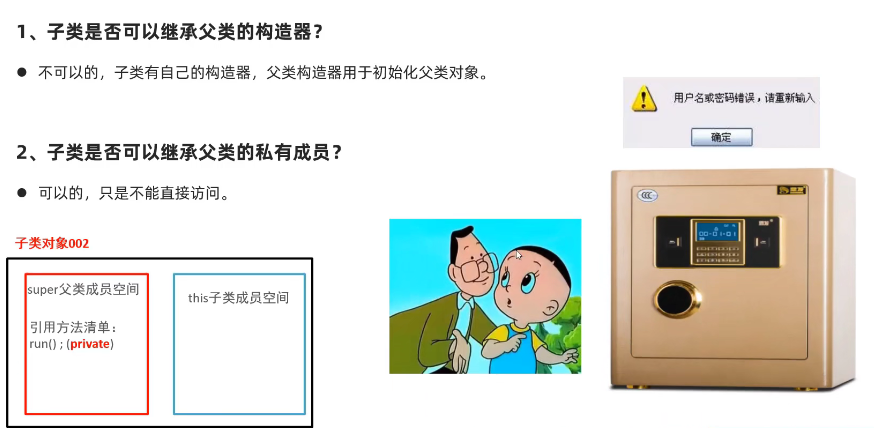 1、子类是否可以继承父类的构造器？
● 不可以的，子类有自己的构造器，父类构造器用于初始化父类对象。
用户名或密码错误，请重新输入
确定
2、子类是否可以继承父类的私有成员？
● 可以的，只是不能直接访问。
子类对象002
super父类成员空间
引用方法清单：
run() ; (private)
this子类成员空间
CCC
00-01-01